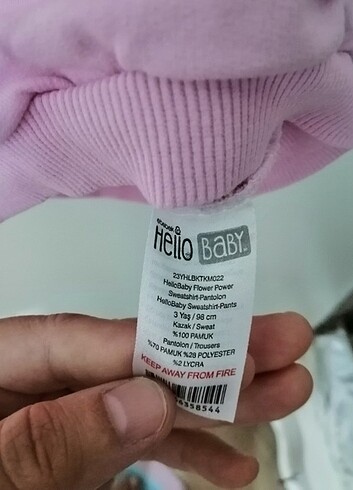 ebebek
Hello BABY
23YHLBKTKM022
HelloBaby Flower Power
Sweatshirt-Pantolon
HelloBaby Sweatshirt-Pants
3 Yaş / 98 cm
Kazak / Sweat
%100 PAMUK
Pantolon / Trousers
%70 PAMUK %28 POLYESTER
%2 LYCRA
KEEP AWAY FROM FIRE